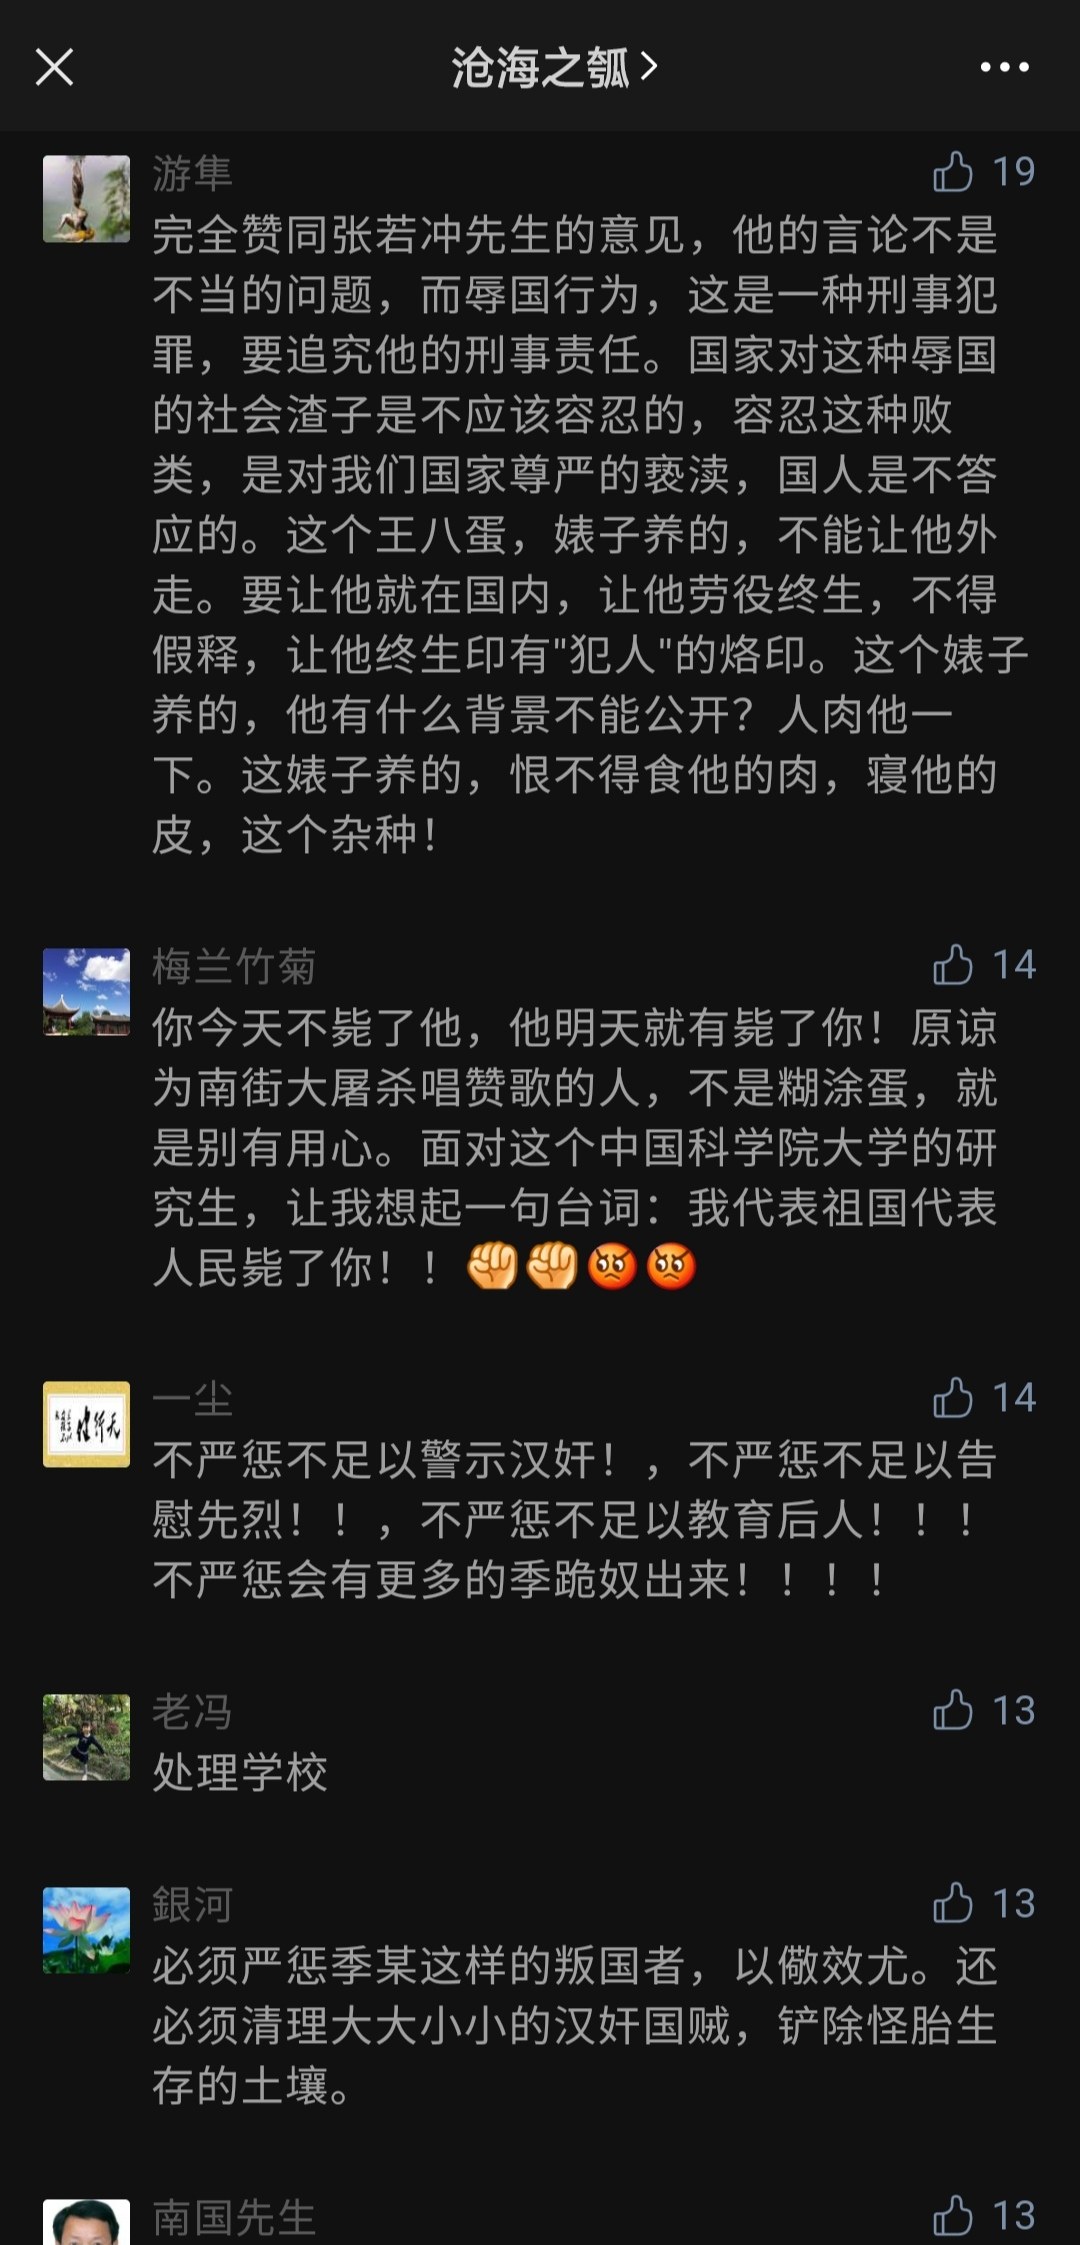 沧海之瓠
游隼
19
完全赞同张若冲先生的意见，他的言论不是
不当的问题，而辱国行为，这是一种刑事犯
罪，要追究他的刑事责任。国家对这种辱国
的社会渣子是不应该容忍的，容忍这种败
类，是对我们国家尊严的亵渎，国人是不答
应的。这个王八蛋，婊子养的，不能让他外
走。要让他就在国内，让他劳役终生，不得
假释，让他终生印有"犯人"的烙印。这个婊子
养的，他有什么背景不能公开？人肉他一
下。这婊子养的，恨不得食他的肉，寝他的
皮，这个杂种！
梅兰竹菊
14
你今天不毙了他，他明天就有毙了你！原谅
为南街大屠杀唱赞歌的人，不是糊涂蛋，就
是别有用心。面对这个中国科学院大学的研
究生，让我想起一句台词：我代表祖国代表
人民毙了你！！✊✊😡😡
一尘
14
不严惩不足以警示汉奸！，不严惩不足以告
慰先烈！！，不严惩不足以教育后人！！！
不严惩会有更多的季跪奴出来！！！！
老冯
13
处理学校
銀河
13
必须严惩季某这样的叛国者，以儆效尤。还
必须清理大大小小的汉奸国贼，铲除怪胎生
存的土壤。
南国先生
13